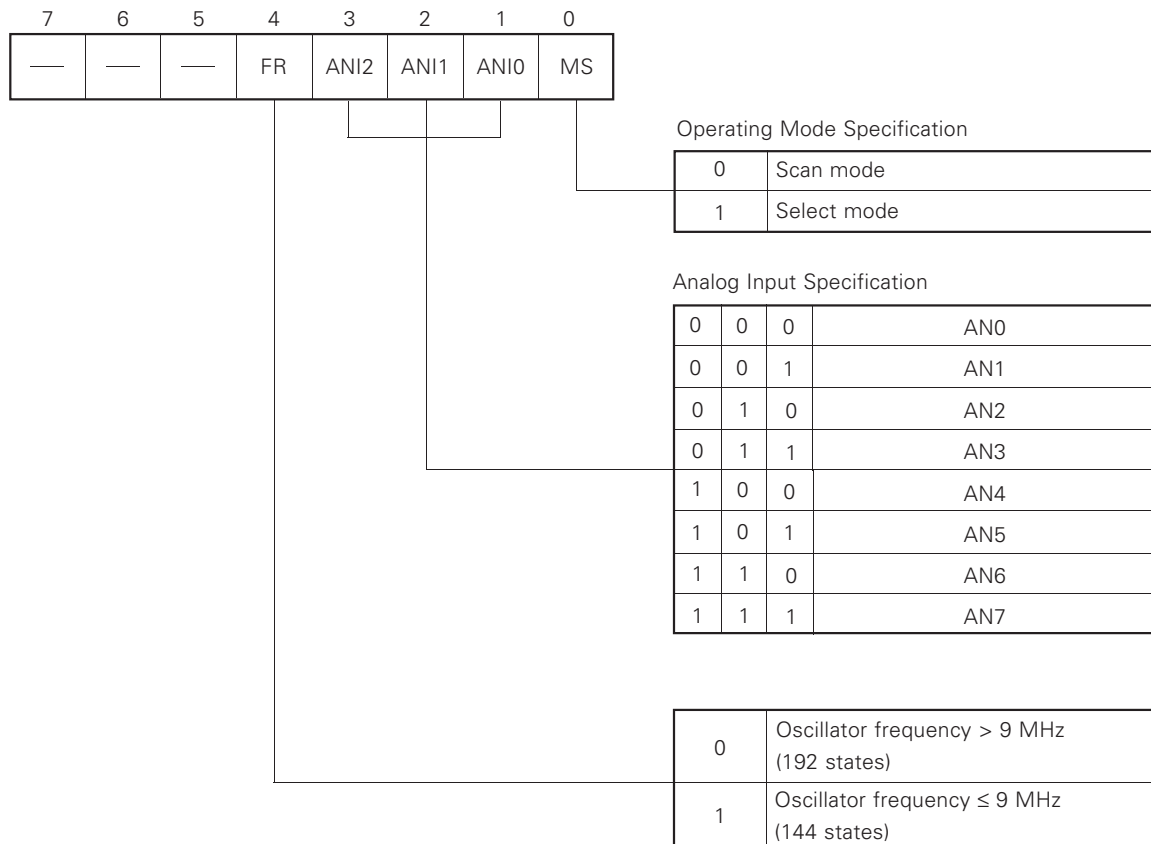 7 6 5 4 3 2 1 0
— — — FR ANI2 ANI1 ANI0 MS
Operating Mode Specification
0 Scan mode
1 Select mode
Analog Input Specification
0 0 0 AN0
0 0 1 AN1
0 1 0 AN2
0 1 1 AN3
1 0 0 AN4
1 0 1 AN5
1 1 0 AN6
1 1 1 AN7
0 Oscillator frequency > 9 MHz
(192 states)
1 Oscillator frequency ≤ 9 MHz
(144 states)